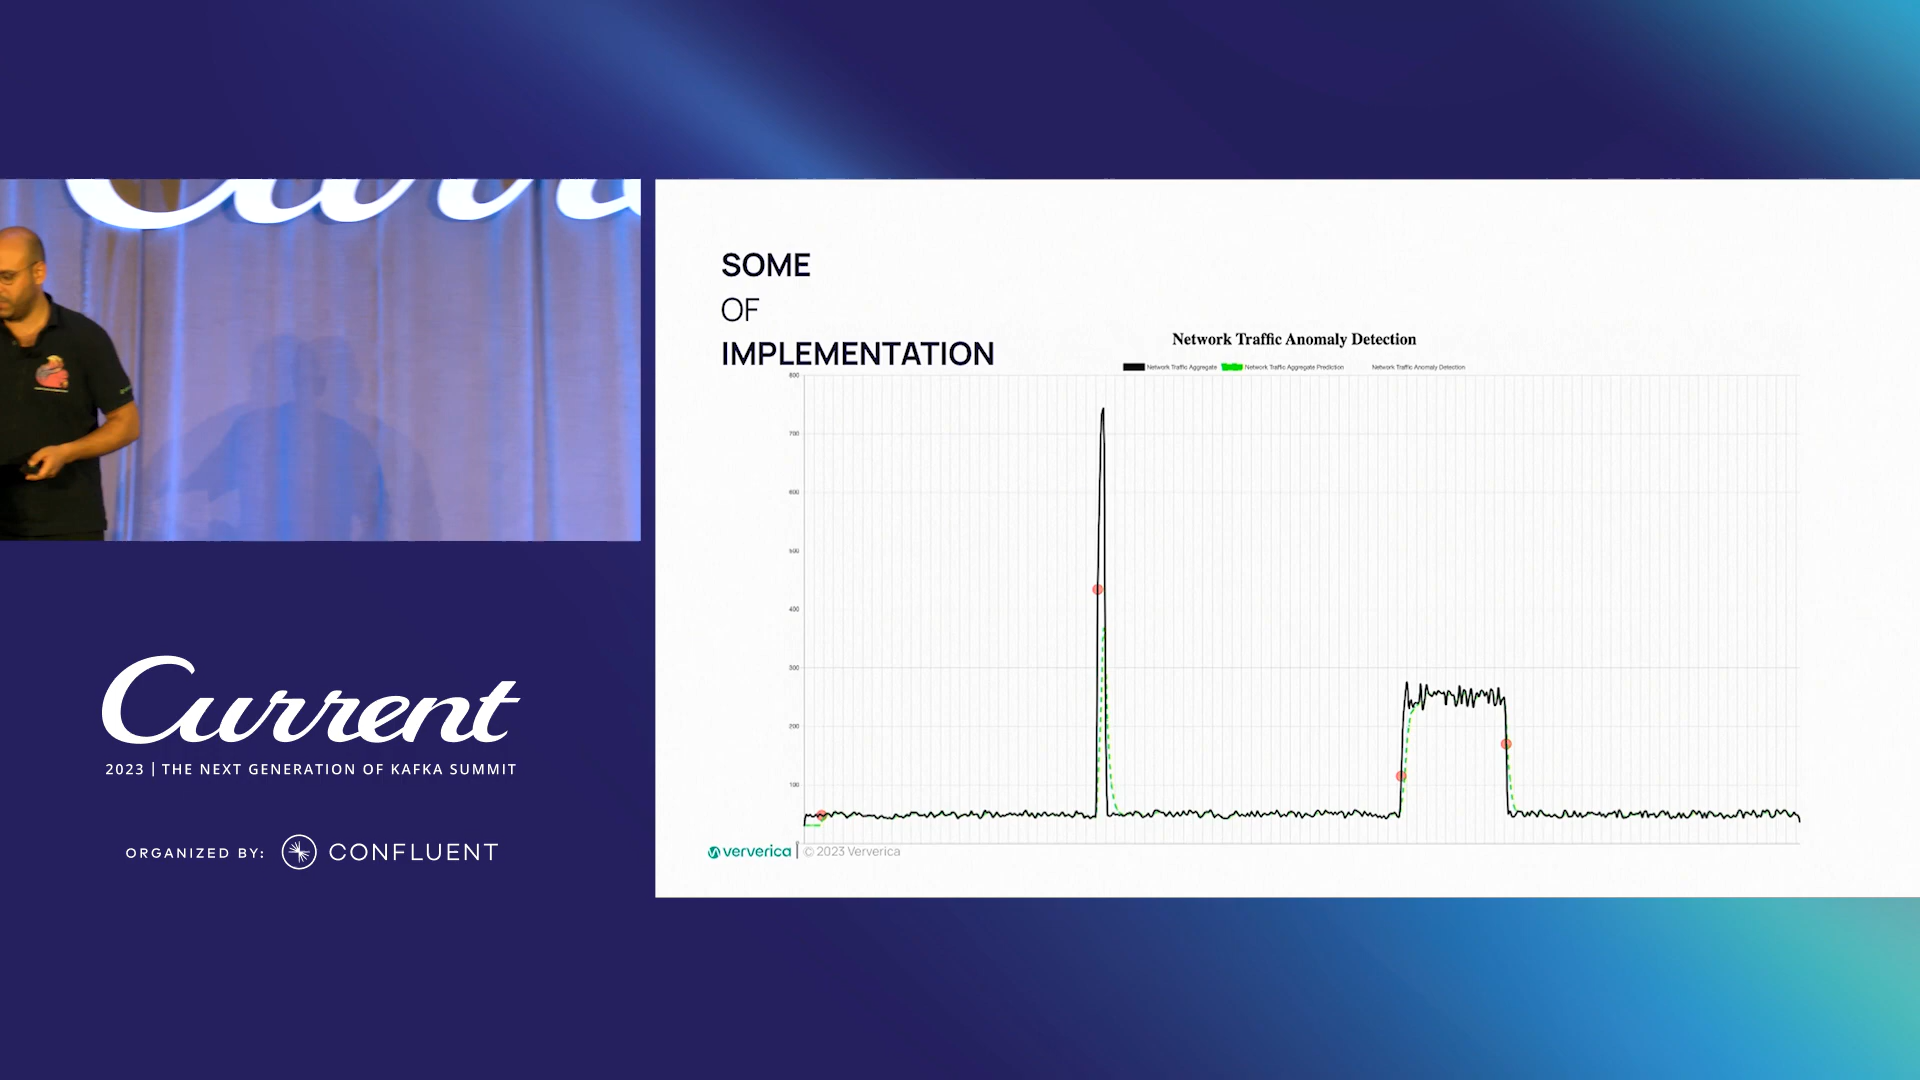 SOME
OF
IMPLEMENTATION
Network Traffic Anomaly Detection
Network Traffic Aggregate Network Traffic Aggregate Prediction Network Traffic Anomaly Detection
800
700
600
500
400
300
200
100
ververica | © 2023 Ververica
Current
2023 | THE NEXT GENERATION OF KAFKA SUMMIT
ORGANIZED BY: CONFLUENT